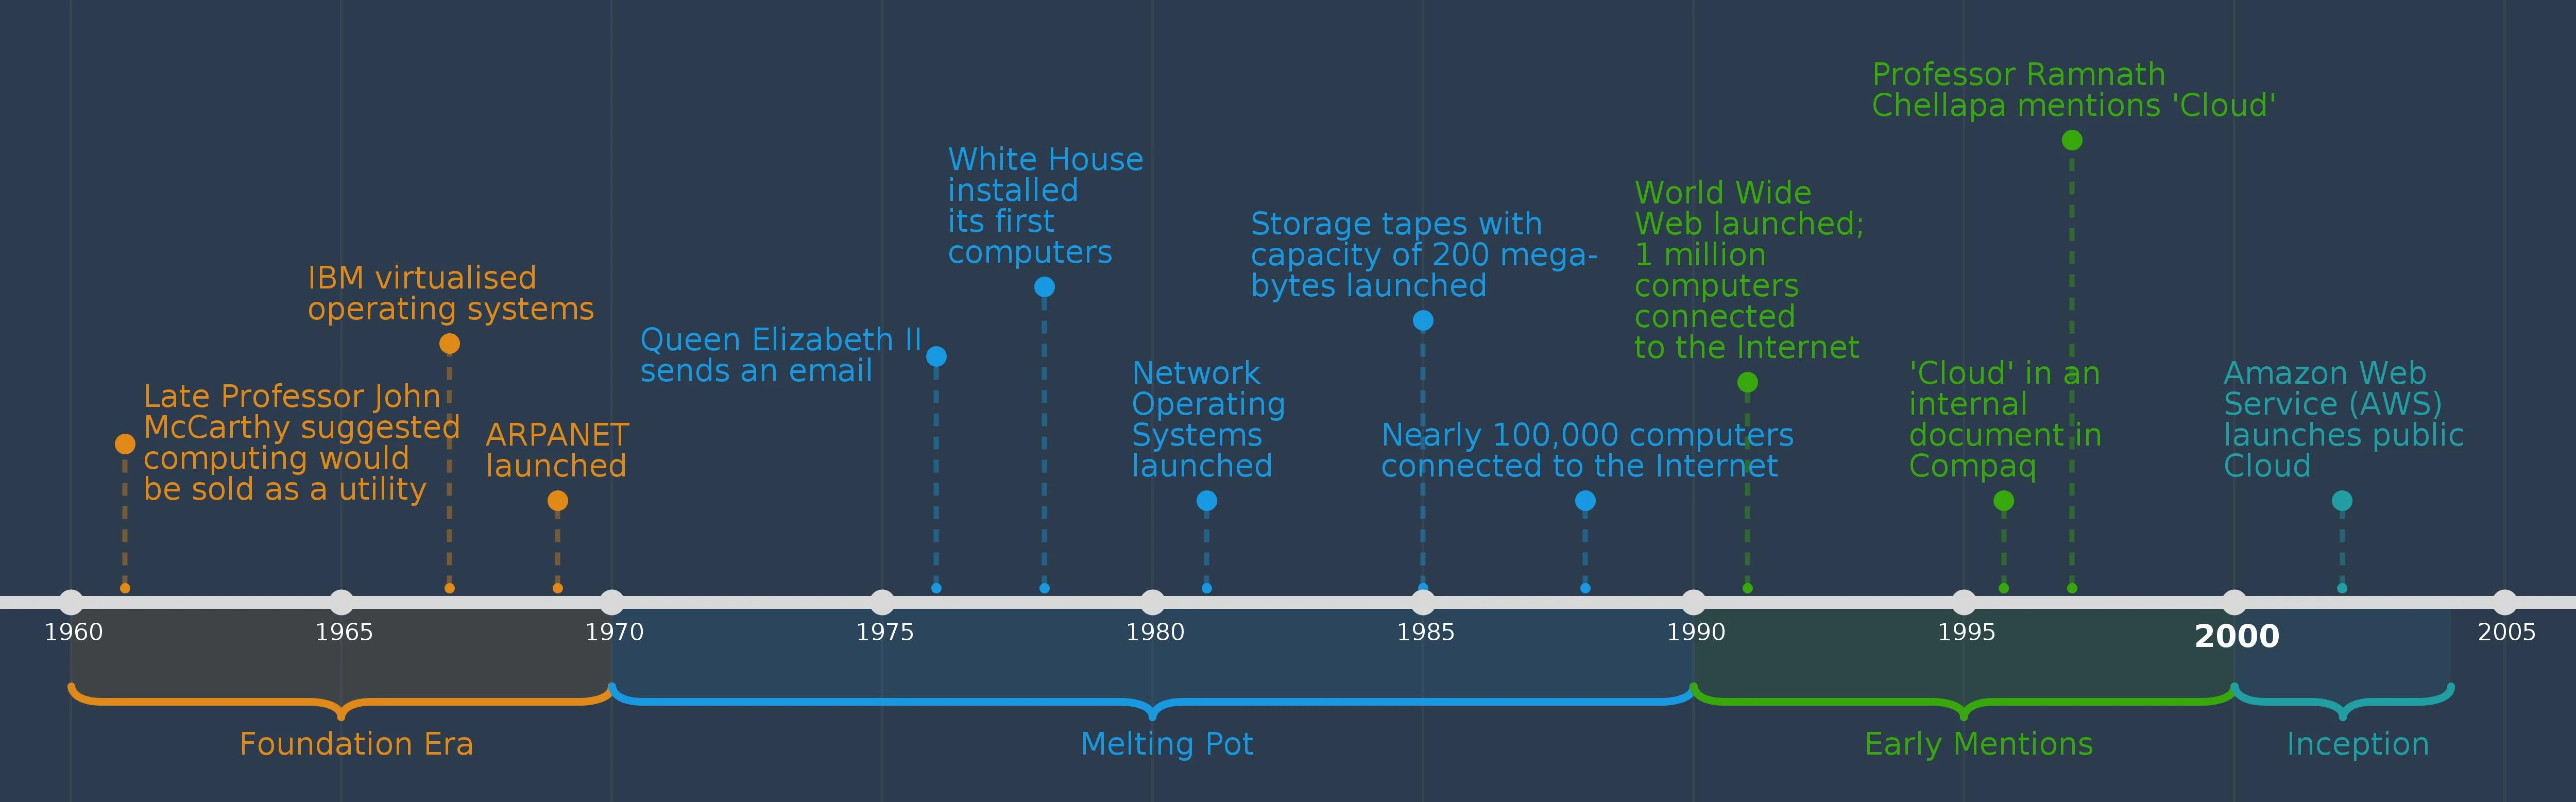 Late Professor John
McCarthy suggested
computing would
be sold as a utility
IBM virtualised
operating systems
ARPANET
launched
Queen Elizabeth II
sends an email
White House
installed
its first
computers
Network
Operating
Systems
launched
Storage tapes with
capacity of 200 mega-
bytes launched
Nearly 100,000 computers
connected to the Internet
World Wide
Web launched;
1 million
computers
connected
to the Internet
'Cloud' in an
internal
document in
Compaq
Professor Ramnath
Chellapa mentions 'Cloud'
Amazon Web
Service (AWS)
launches public
Cloud
1960
1965
1970
1975
1980
1985
1990
1995
2000
2005
Foundation Era
Melting Pot
Early Mentions
Inception